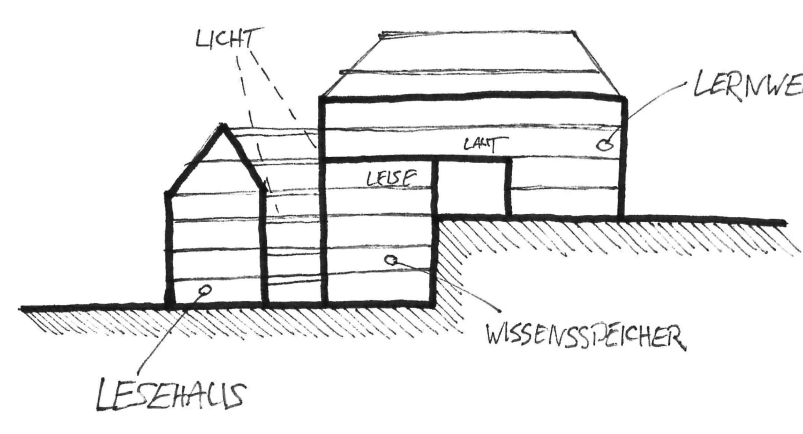 LICHT
LERNWE
LAUT
LEISE
WISSENSSPEICHER
LESEHAUS